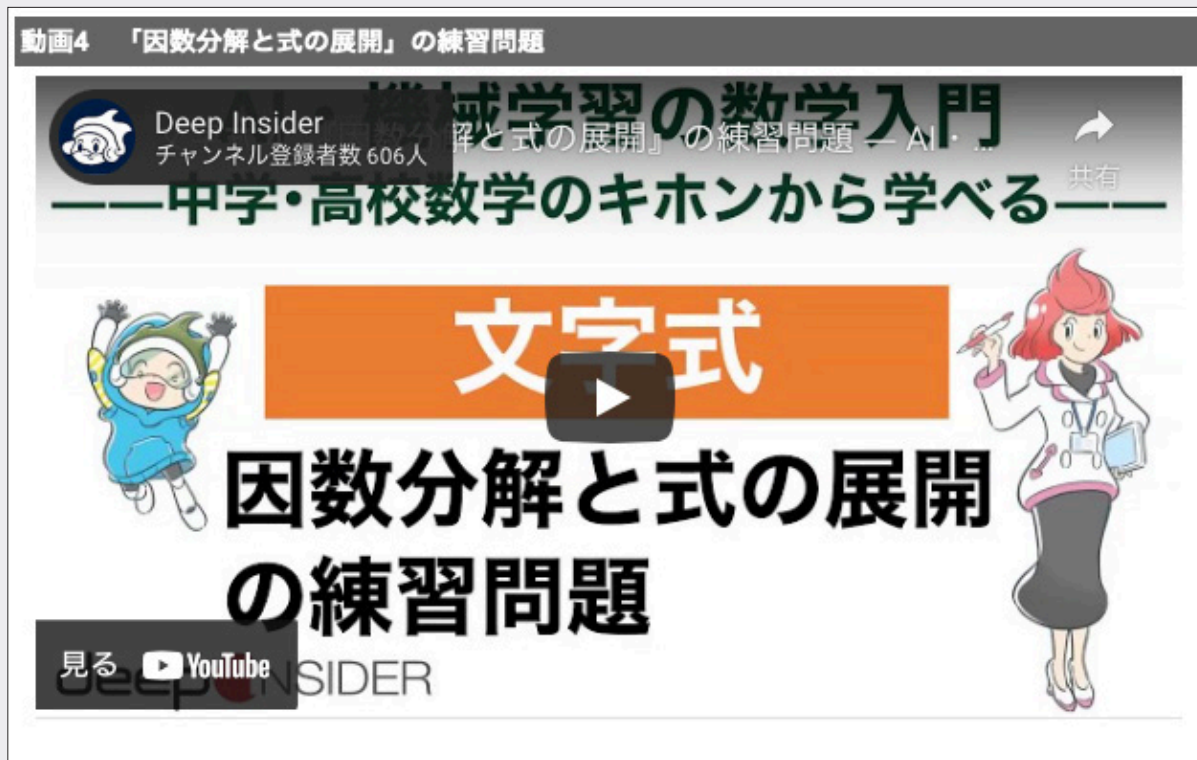 動画4 「因数分解と式の展開」の練習問題
AI・機械学習の数学入門
Deep Insider
分解と式の展開』の練習問題 — AI・...
チャンネル登録者数 606人
共有
——中学・高校数学のキホンから学べる——
文字式
因数分解と式の展開
の練習問題
見る YouTube
deep INSIDER